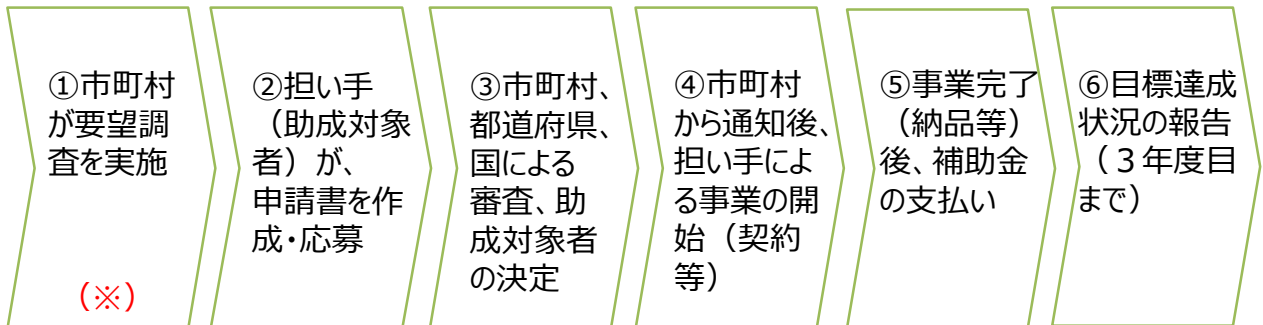 ①市町村
が要望調
査を実施
(※)
②担い手
（助成対象
者）が、
申請書を作
成・応募
③市町村、
都道府県、
国による
審査、助
成対象者
の決定
④市町村
から通知後、
担い手によ
る事業の開
始（契約
等）
⑤事業完了
（納品等）
後、補助金
の支払い
⑥目標達成
状況の報告
（３年度目
まで）